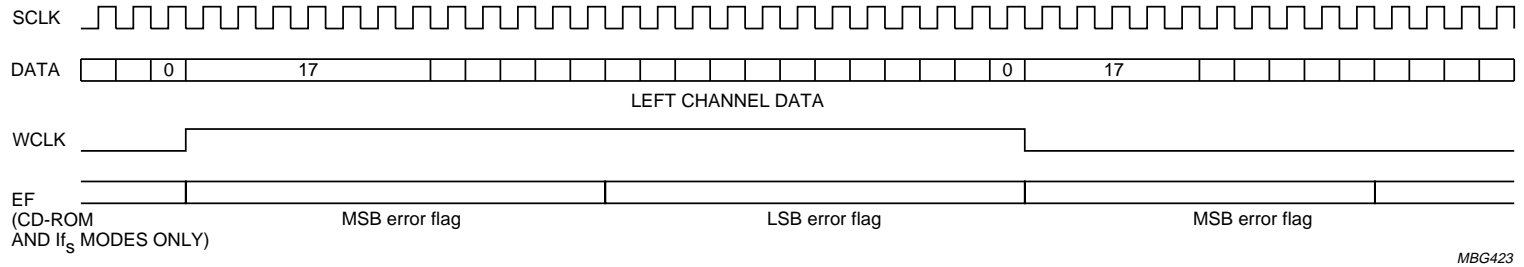 SCLK
DATA 0 17 0 17
LEFT CHANNEL DATA
WCLK
EF
(CD-ROM
AND Ifs MODES ONLY)
MSB error flag LSB error flag MSB error flag
MBG423